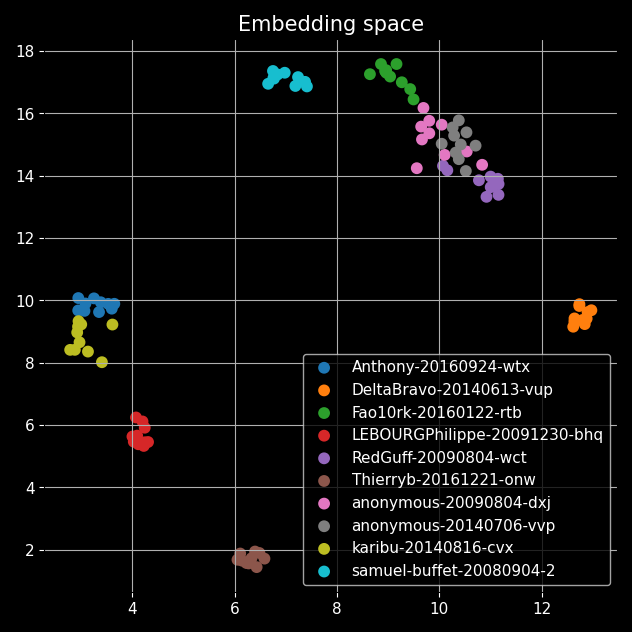 Embedding space
18
16
14
12
10
8
6
4
2
Anthony-20160924-wtx
DeltaBravo-20140613-vup
Fao10rk-20160122-rtb
LEBOURGPhilippe-20091230-bhq
RedGuff-20090804-wct
Thierryb-20161221-onw
anonymous-20090804-dxj
anonymous-20140706-vvp
karibu-20140816-cvx
samuel-buffet-20080904-2
4 6 8 10 12